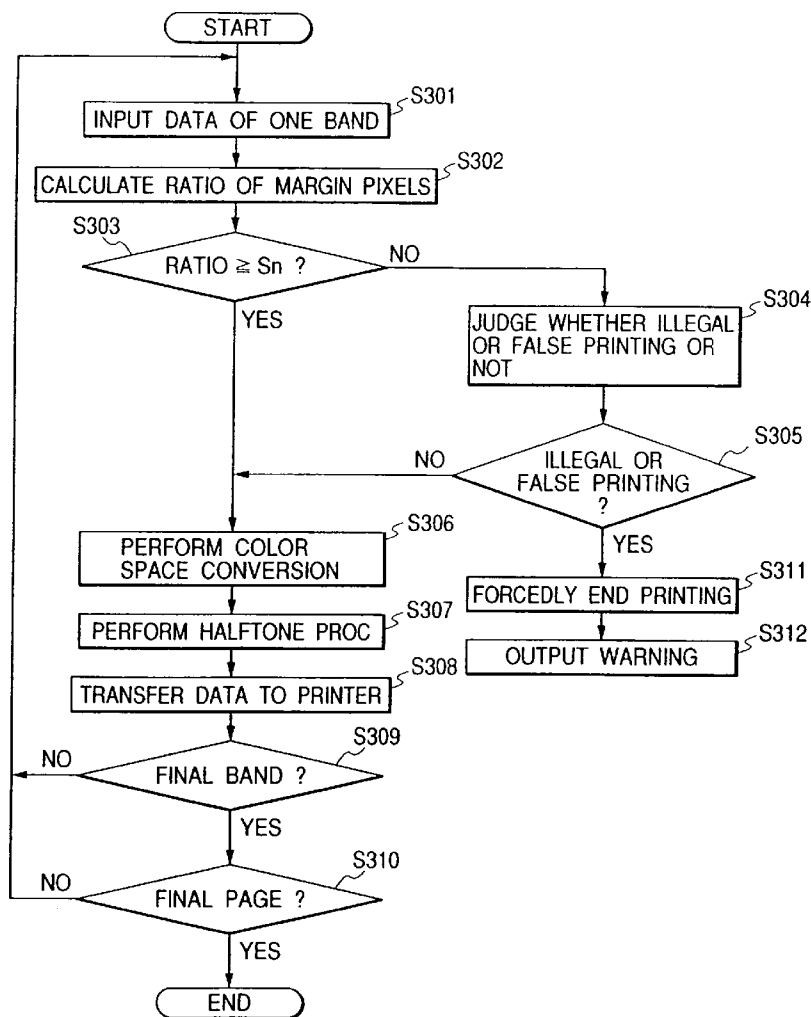 START
S301
INPUT DATA OF ONE BAND
S302
CALCULATE RATIO OF MARGIN PIXELS
S303
RATIO ≧ Sn ?
NO
YES
S304
JUDGE WHETHER ILLEGAL
OR FALSE PRINTING OR
NOT
S305
ILLEGAL OR
FALSE PRINTING
?
NO
YES
S306
PERFORM COLOR
SPACE CONVERSION
S311
FORCEDLY END PRINTING
S307
PERFORM HALFTONE PROC
S312
OUTPUT WARNING
S308
TRANSFER DATA TO PRINTER
S309
FINAL BAND ?
NO
YES
S310
FINAL PAGE ?
NO
YES
END